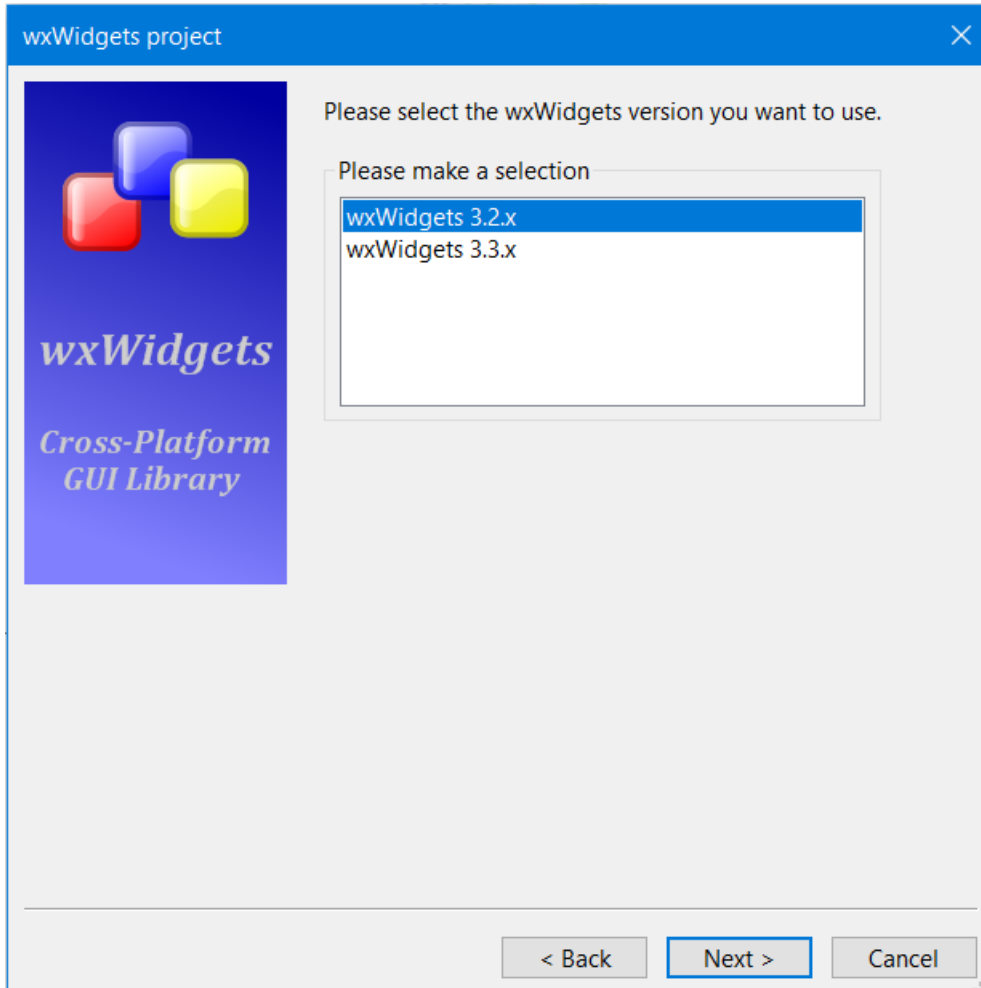 wxWidgets project
Please select the wxWidgets version you want to use.
Please make a selection
wxWidgets 3.2.x
wxWidgets 3.3.x
wxWidgets
Cross-Platform
GUI Library
< Back
Next >
Cancel